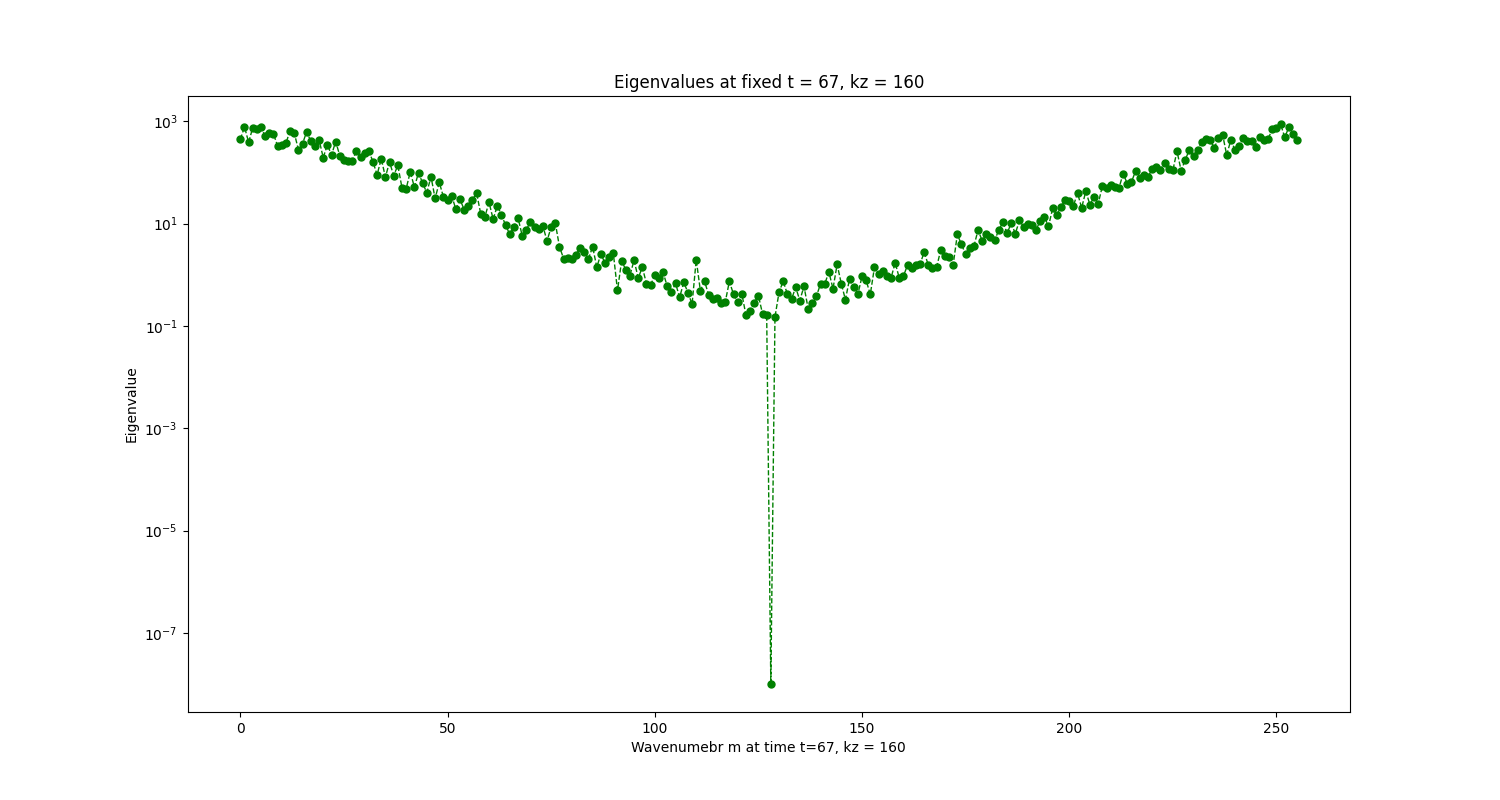 Eigenvalues at fixed t = 67, kz = 160
10³
10¹
10⁻¹
10⁻³
10⁻⁵
10⁻⁷
Eigenvalue
0 50 100 150 200 250
Wavenumebr m at time t=67, kz = 160